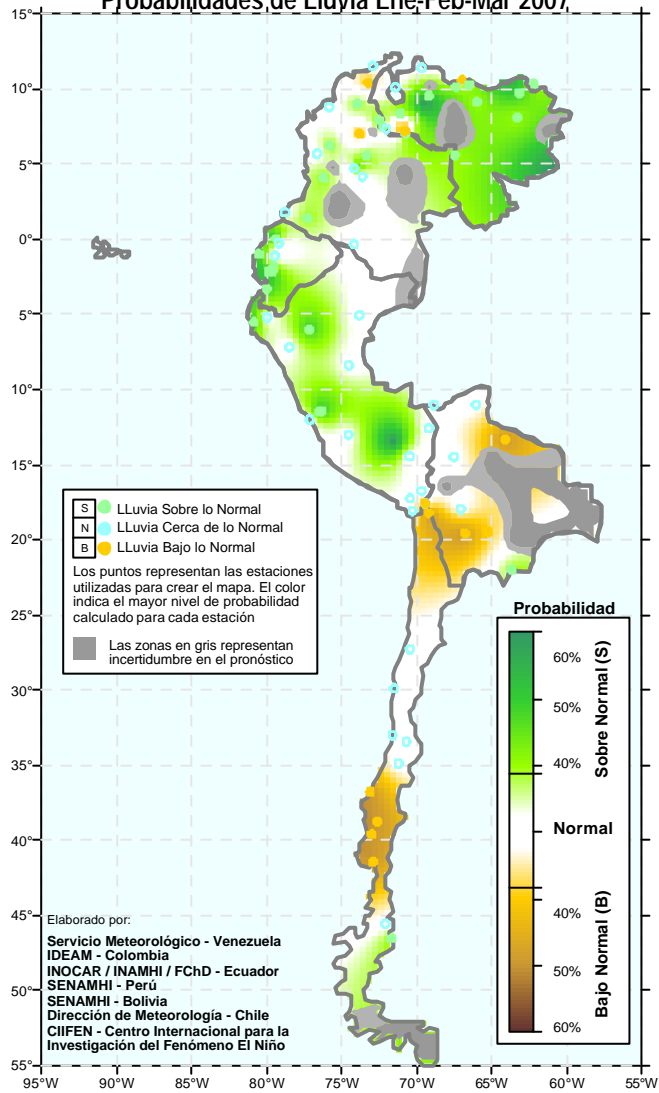 Probabilidades de Lluvia Ene-Feb-Mar 2007
15°
10°
5°
0°
5°
10°
15°
20°
25°
30°
35°
40°
45°
50°
55°
S LLuvia Sobre lo Normal
N LLuvia Cerca de lo Normal
B LLuvia Bajo lo Normal
Los puntos representan las estaciones
utilizadas para crear el mapa. El color
indica el mayor nivel de probabilidad
calculado para cada estación
Las zonas en gris representan
incertidumbre en el pronóstico
Probabilidad
60%
50%
40%
Sobre Normal (S)
Normal
40%
50%
60%
Bajo Normal (B)
Elaborado por:
Servicio Meteorológico - Venezuela
IDEAM - Colombia
INOCAR / INAMHI / FChD - Ecuador
SENAMHI - Perú
SENAMHI - Bolivia
Dirección de Meteorología - Chile
CIIFEN - Centro Internacional para la
Investigación del Fenómeno El Niño
95°W 90°W 85°W 80°W 75°W 70°W 65°W 60°W 55°W